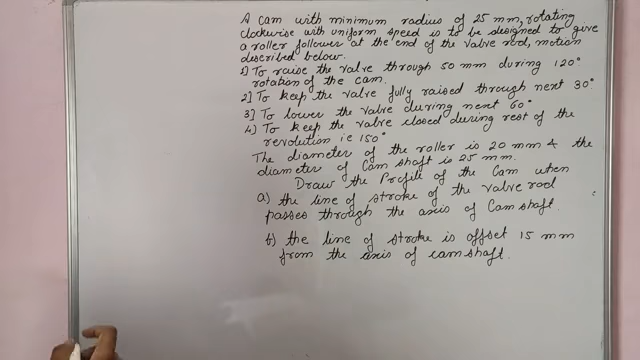 A cam with minimum radius of 25 mm, rotating
clockwise with uniform speed is to be designed to give
a roller follower at the end of the valve rod, motion
described below.
1) To raise the valve through 50 mm during 120°
rotation of the cam.
2] To keep the valve fully raised through next 30°
3] To lower the valve during next 60°
4) To keep the valve closed during rest of the
revolution ie 150°
The diameter of the roller is 20 mm & the
diameter of Cam shaft is 25 mm.
Draw the Profile of the Cam when
a) the line of stroke of the valve rod
passes through the axis of Cam shaft.
b) the line of stroke is offset 15 mm
from the axis of cam shaft.